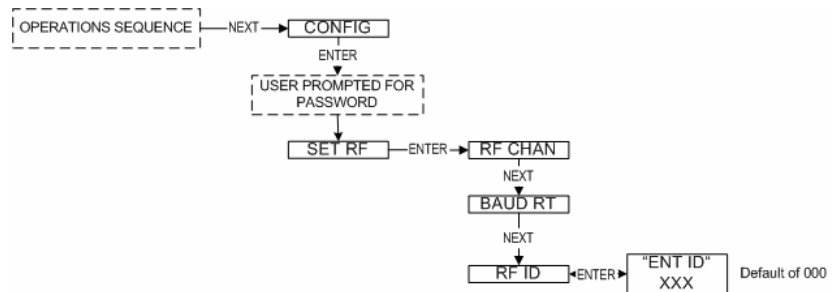 OPERATIONS SEQUENCE
NEXT
CONFIG
ENTER
USER PROMPTED FOR
PASSWORD
SET RF
ENTER
RF CHAN
NEXT
BAUD RT
NEXT
RF ID
ENTER
"ENT ID"
XXX
Default of 000